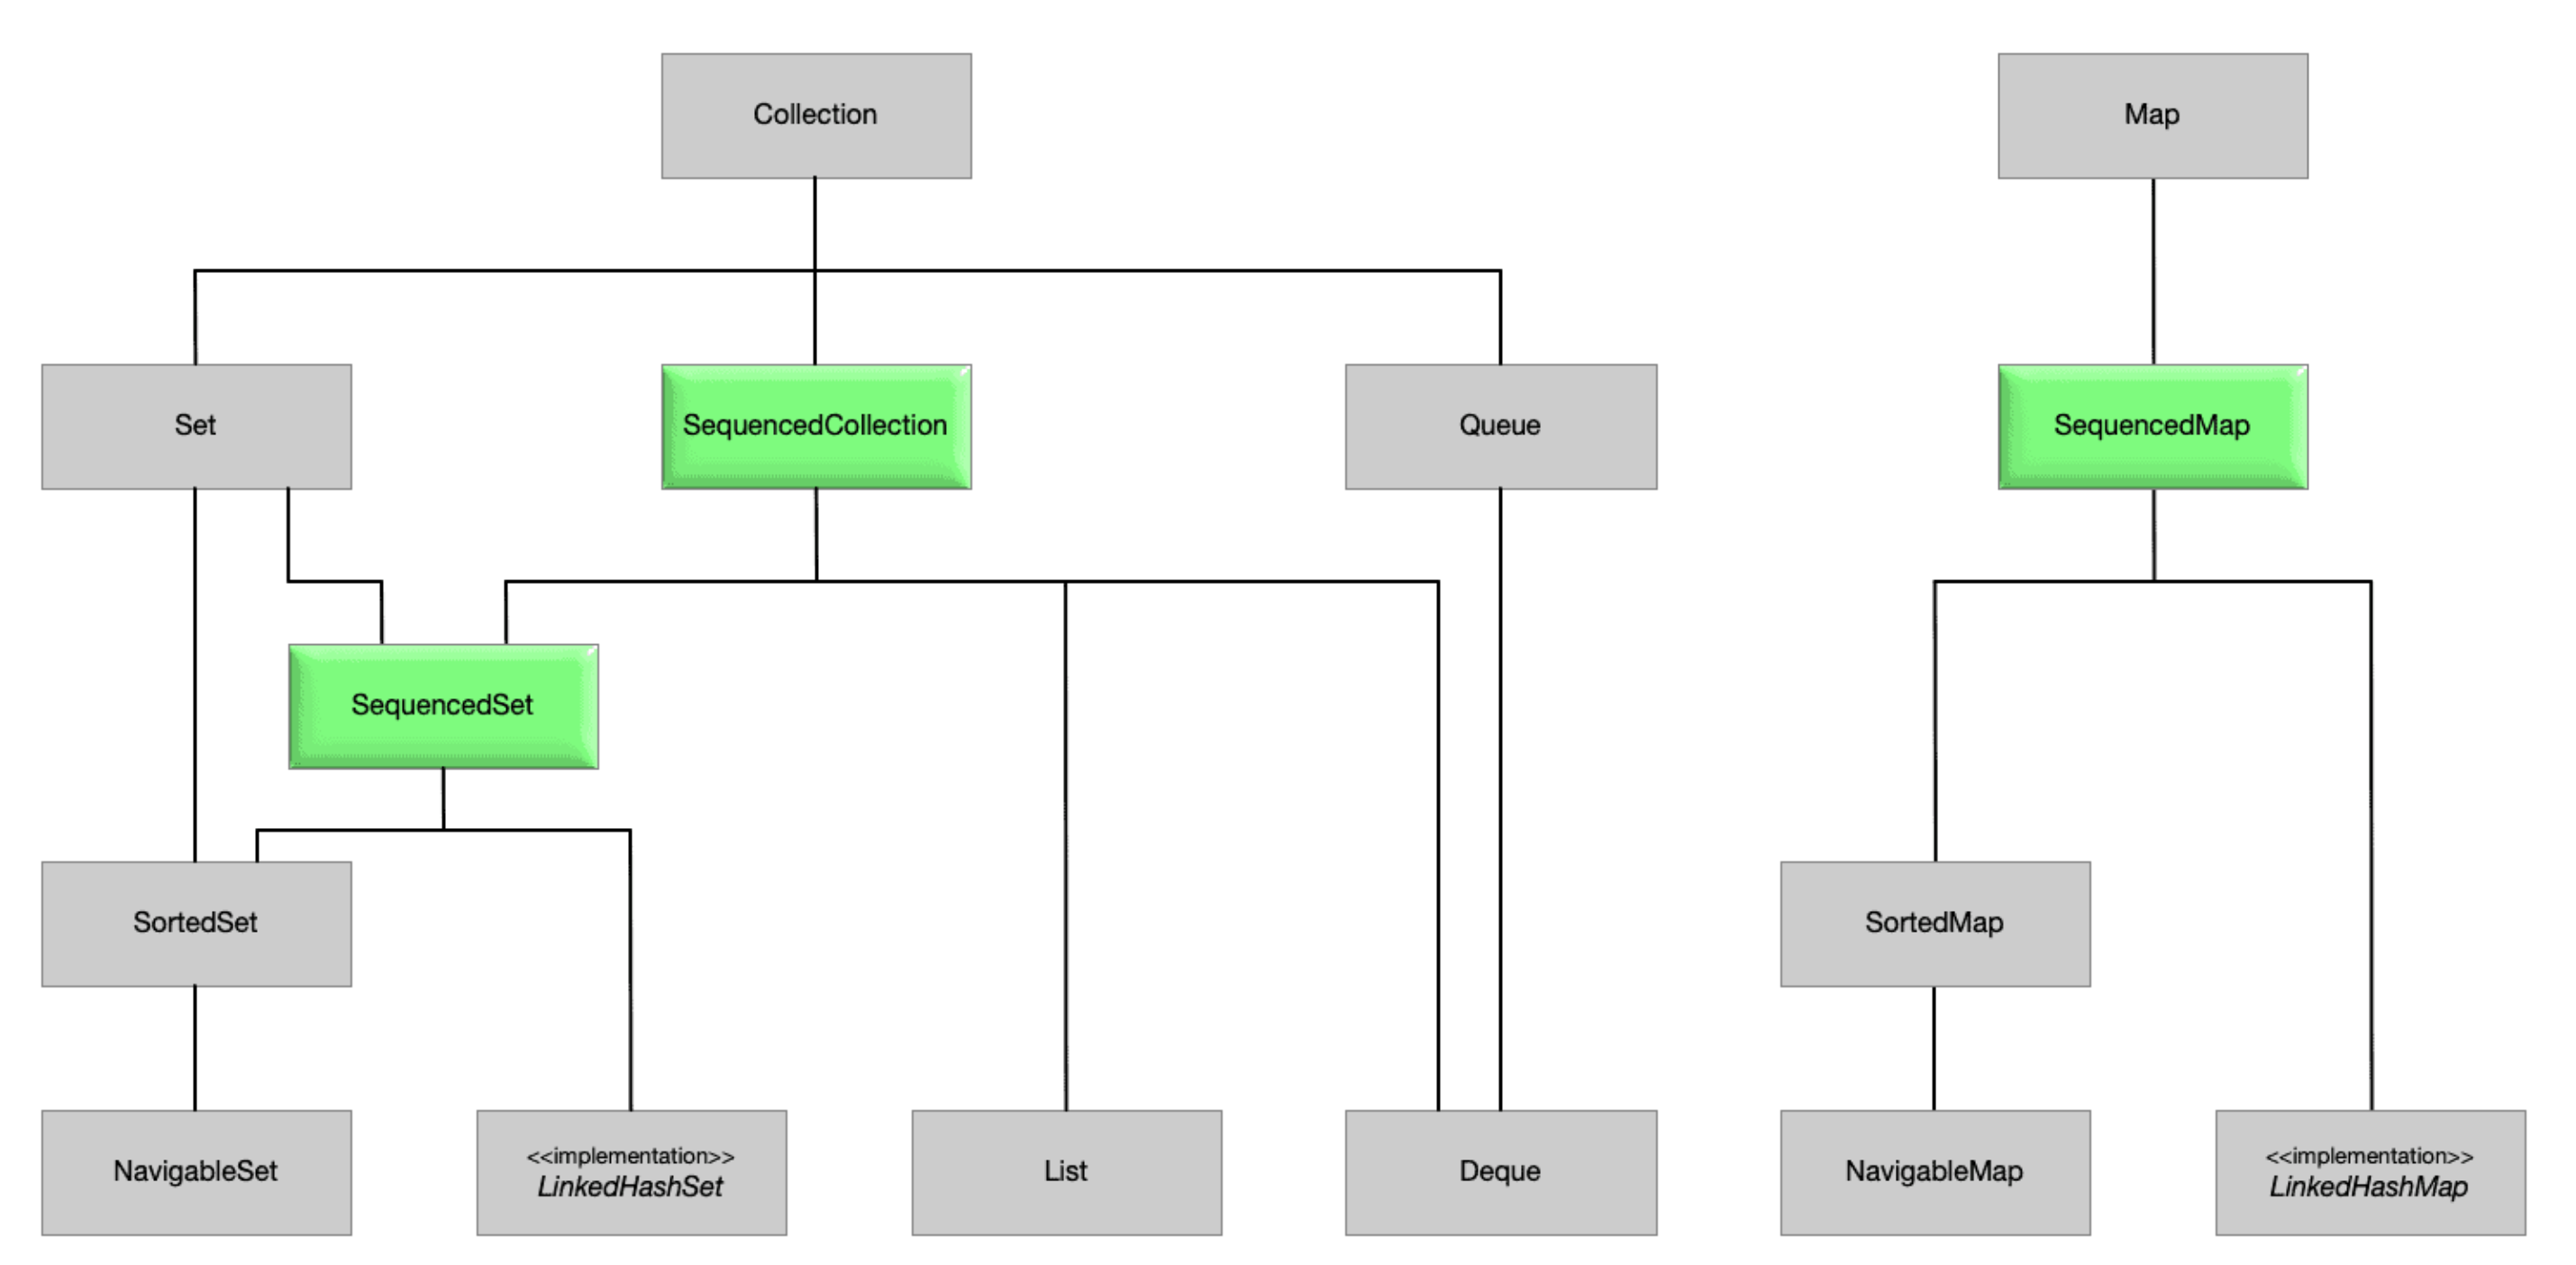 Collection
Map
Set
SequencedCollection
Queue
SequencedMap
SequencedSet
SortedSet
SortedMap
NavigableSet
<<implementation>>
LinkedHashSet
List
Deque
NavigableMap
<<implementation>>
LinkedHashMap